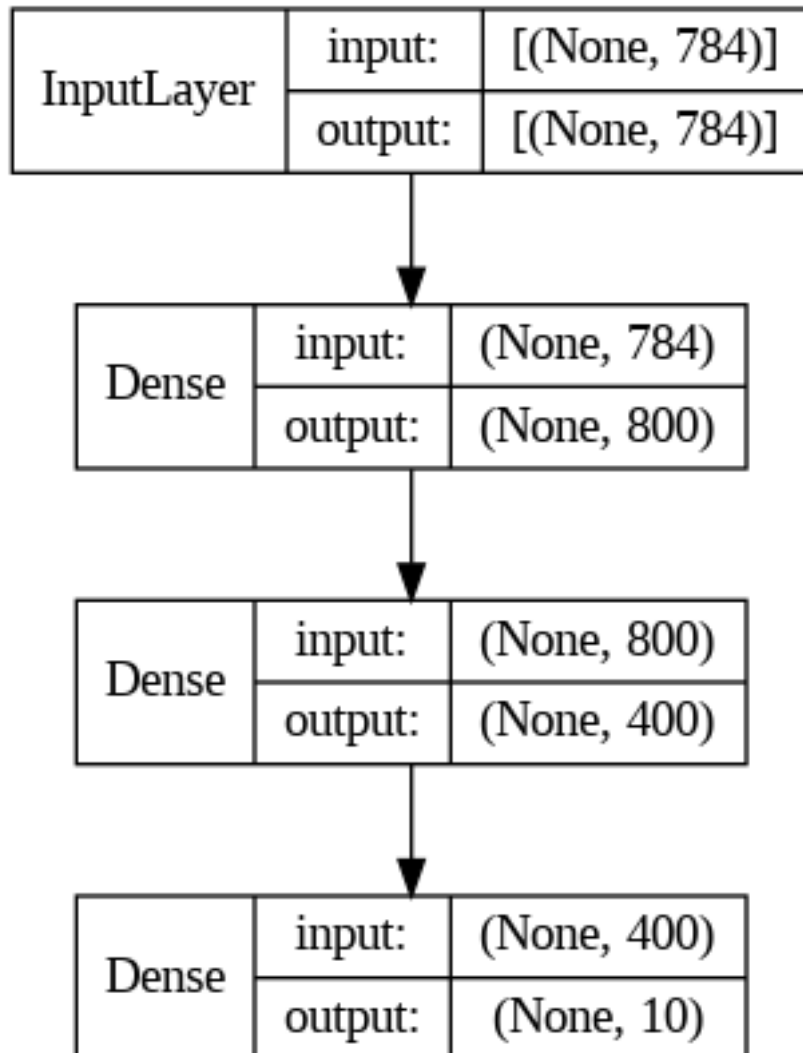 InputLayer
input: [(None, 784)]
output: [(None, 784)]
Dense
input: (None, 784)
output: (None, 800)
Dense
input: (None, 800)
output: (None, 400)
Dense
input: (None, 400)
output: (None, 10)